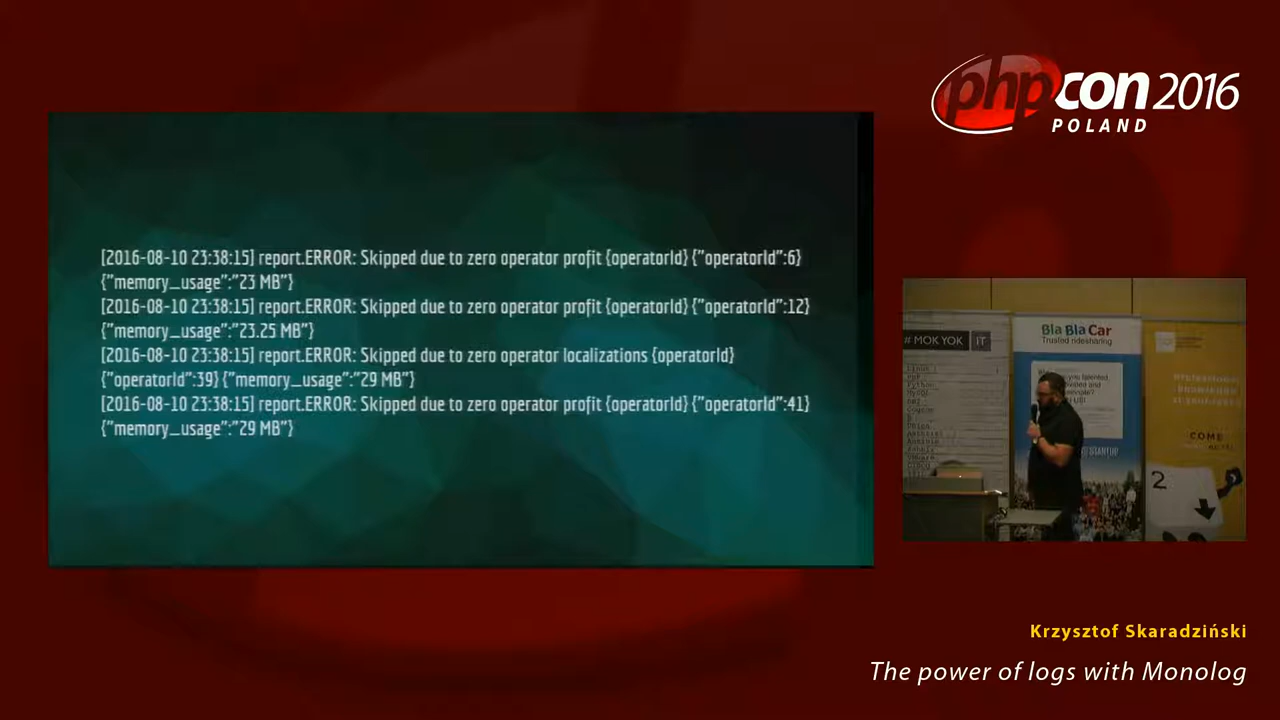 phpcon 2016
POLAND
[2016-08-10 23:38:15] report.ERROR: Skipped due to zero operator profit {operatorId} {"operatorId":6}
{"memory_usage":"23 MB"}
[2016-08-10 23:38:15] report.ERROR: Skipped due to zero operator profit {operatorId} {"operatorId":12}
{"memory_usage":"23.25 MB"}
[2016-08-10 23:38:15] report.ERROR: Skipped due to zero operator localizations {operatorId}
{"operatorId":39} {"memory_usage":"29 MB"}
[2016-08-10 23:38:15] report.ERROR: Skipped due to zero operator profit {operatorId} {"operatorId":41}
{"memory_usage":"29 MB"}
# MOK YOK IT
Bla Bla Car
Trusted ridesharing
COME
2
Krzysztof Skaradziński
The power of logs with Monolog